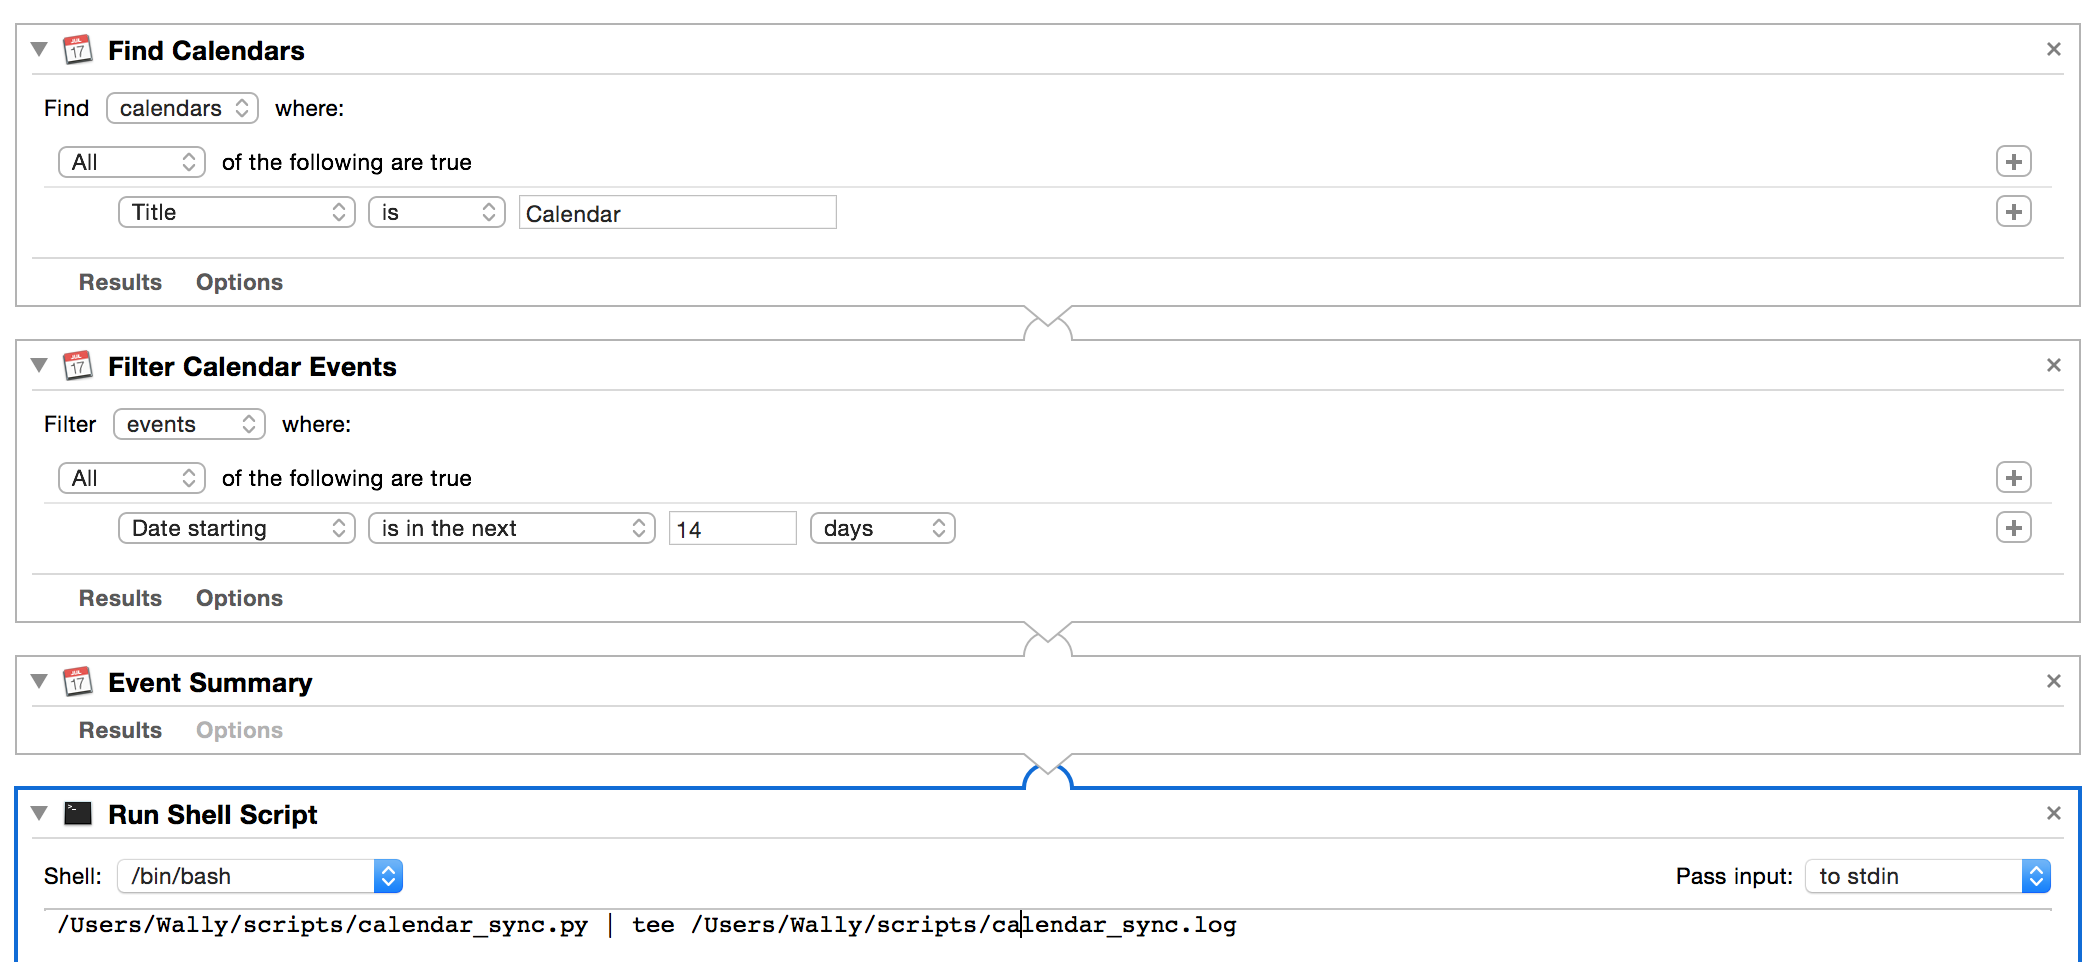 Find Calendars
Find calendars where:
All of the following are true
Title is Calendar
Results Options
Filter Calendar Events
Filter events where:
All of the following are true
Date starting is in the next 14 days
Results Options
Event Summary
Results Options
Run Shell Script
Shell: /bin/bash Pass input: to stdin
/Users/Wally/scripts/calendar_sync.py | tee /Users/Wally/scripts/calendar_sync.log